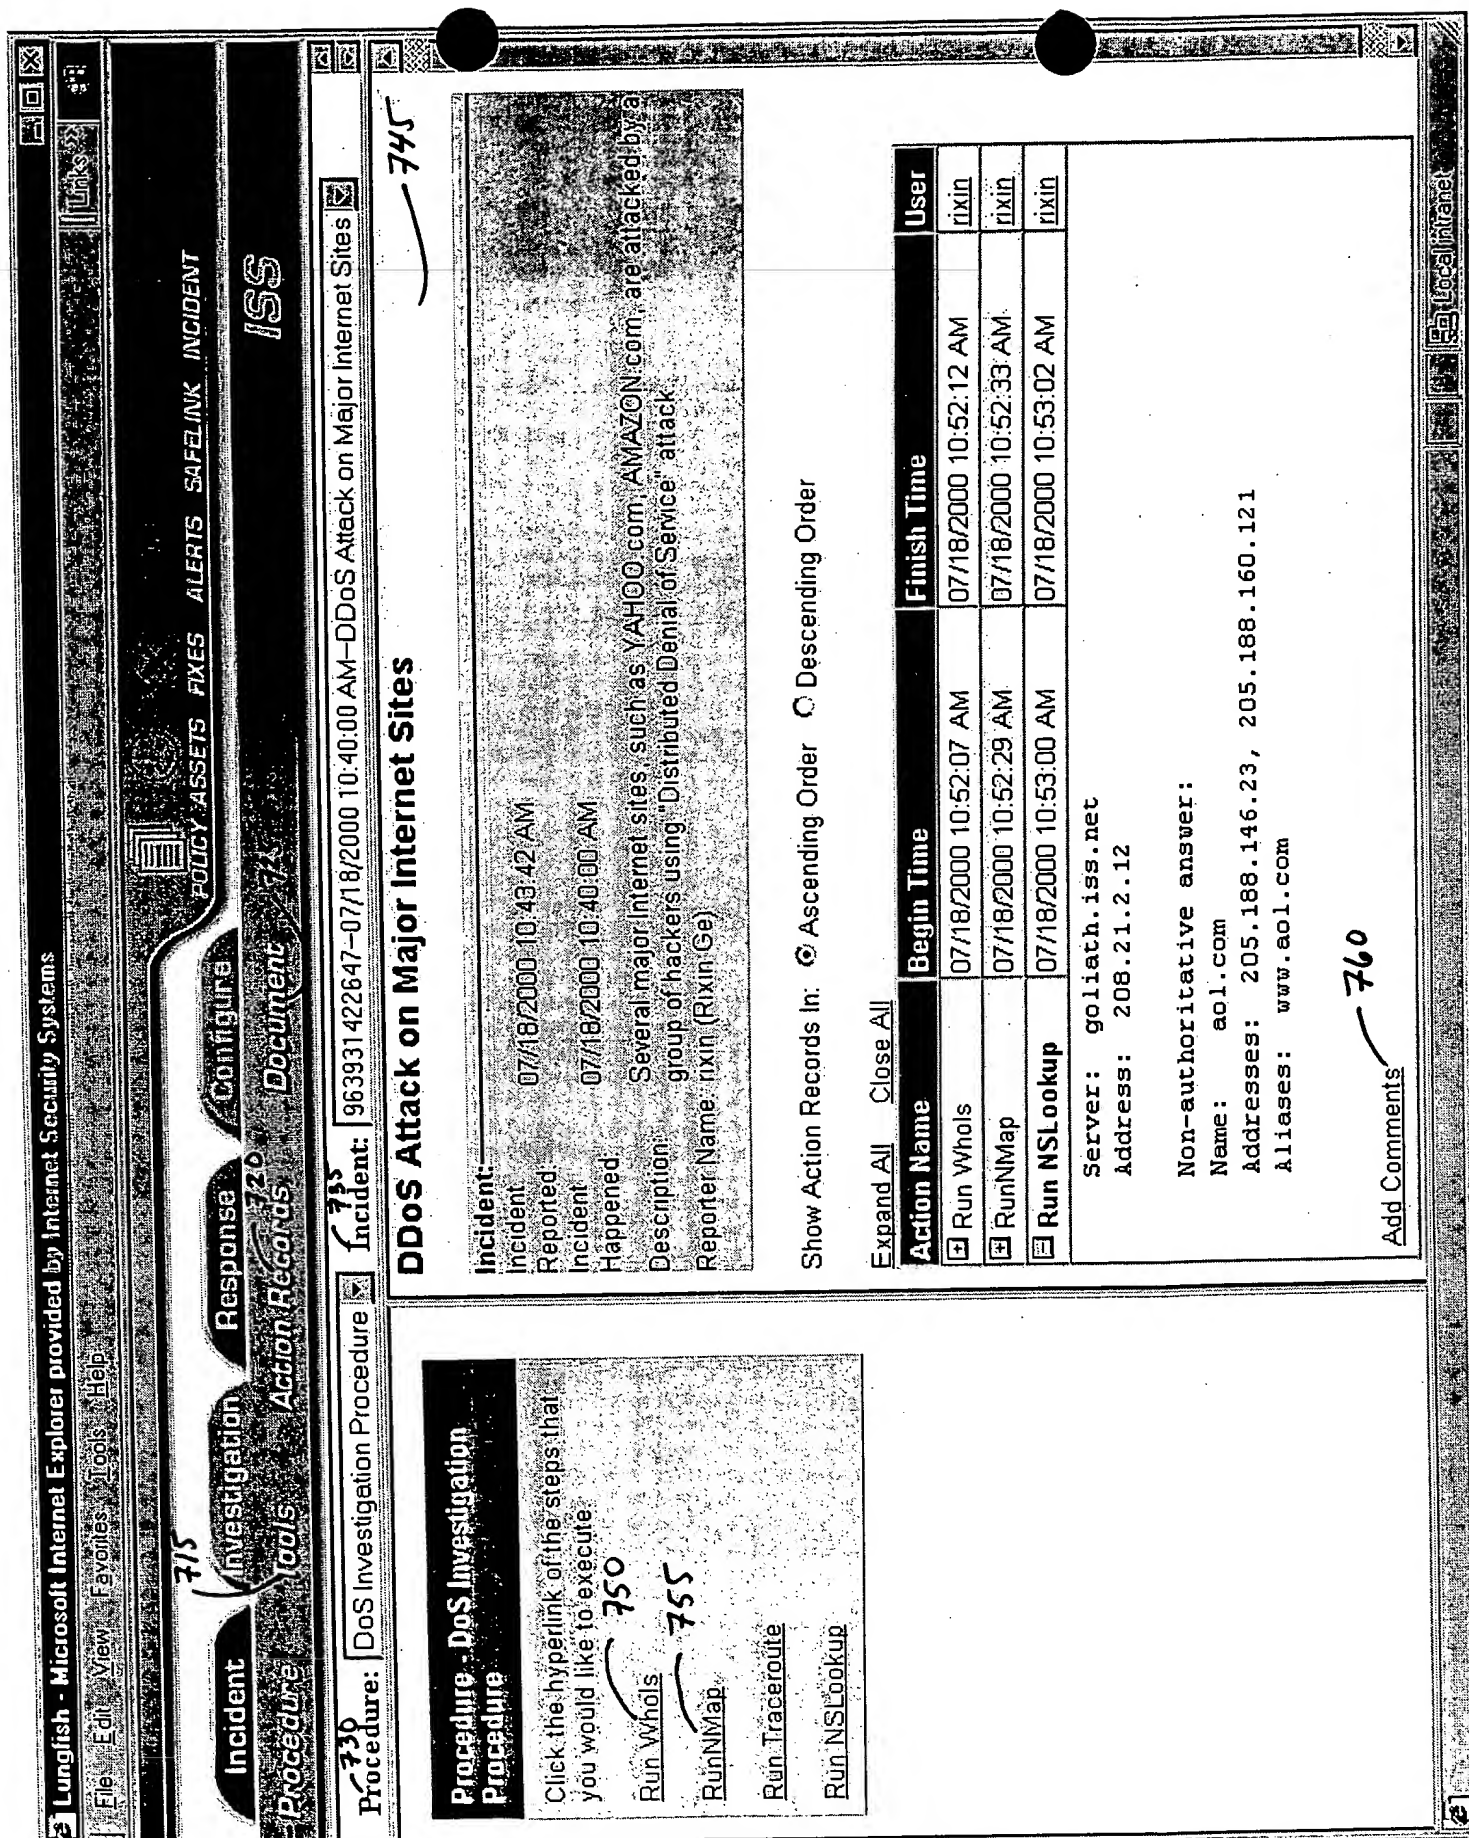 Lungfish - Microsoft Internet Explorer provided by Internet Security Systems
File Edit View Favorites Tools Help
Links »
POLICY ASSETS FIXES ALERTS SAFELINK INCIDENT
715
Incident Investigation Response Configure
ISS
Procedure Tools Action Records 720 Document 725
730 735
Procedure: DoS Investigation Procedure Incident: 963931422647-07/18/2000 10:40:00 AM-DDoS Attack on Major Internet Sites
Procedure - DoS Investigation
Procedure
Click the hyperlink of the steps that
you would like to execute.
750
Run WhoIs
755
RunNMap
Run Traceroute
Run NSLookup
DDoS Attack on Major Internet Sites
745
Incident:
Incident
Reported 07/18/2000 10:43:42 AM
Incident
Happened 07/18/2000 10:40:00 AM
Description: Several major Internet sites, such as YAHOO.com, AMAZON.com, are attacked by a
group of hackers using "Distributed Denial of Service" attack.
Reporter Name: rixin (Rixin Ge)
Show Action Records In: Ascending Order Descending Order
Expand All Close All
Action Name Begin Time Finish Time User
+ Run WhoIs 07/18/2000 10:52:07 AM 07/18/2000 10:52:12 AM rixin
+ RunNMap 07/18/2000 10:52:29 AM 07/18/2000 10:52:33 AM rixin
- Run NSLookup 07/18/2000 10:53:00 AM 07/18/2000 10:53:02 AM rixin
Server: goliath.iss.net
Address: 208.21.2.12
Non-authoritative answer:
Name: aol.com
Addresses: 205.188.146.23, 205.188.160.121
Aliases: www.aol.com
760
Add Comments
Local intranet